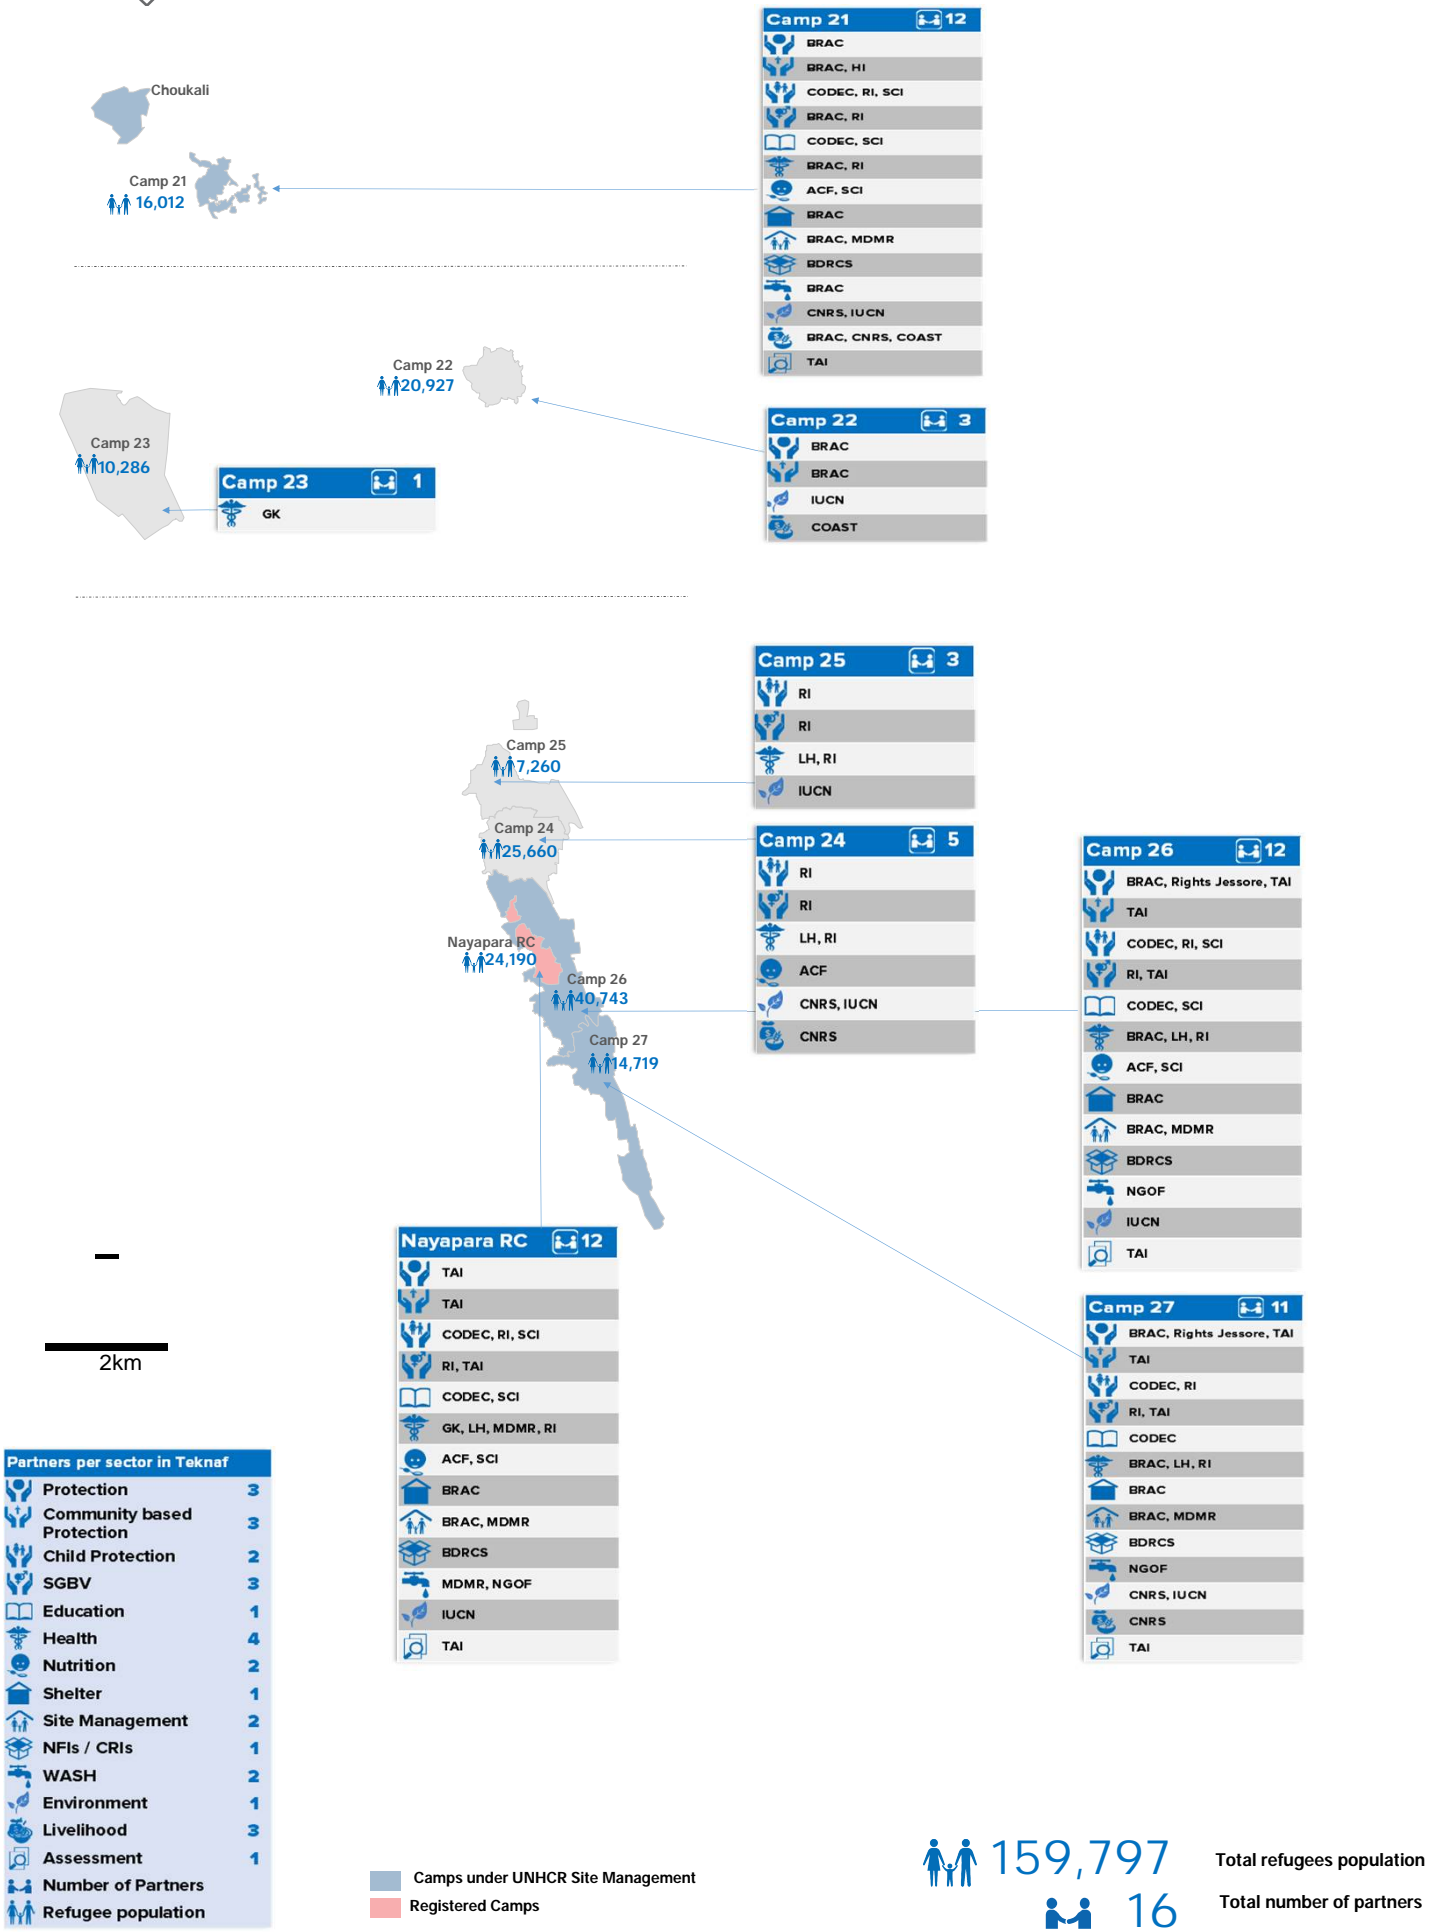 Camp 21 12
BRAC
BRAC, HI
CODEC, RI, SCI
BRAC, RI
CODEC, SCI
BRAC, RI
ACF, SCI
BRAC
BRAC, MDMR
BDRCS
BRAC
CNRS, IUCN
BRAC, CNRS, COAST
TAI
Choukali
Camp 21
16,012
Camp 22
20,927
Camp 22 3
BRAC
BRAC
IUCN
COAST
Camp 23
10,286
Camp 23 1
GK
Camp 25 3
RI
RI
LH, RI
IUCN
Camp 25
7,260
Camp 24
25,660
Camp 24 5
RI
RI
LH, RI
ACF
CNRS, IUCN
CNRS
Nayapara RC
24,190
Camp 26
40,743
Camp 27
14,719
Camp 26 12
BRAC, Rights Jessore, TAI
TAI
CODEC, RI, SCI
RI, TAI
CODEC, SCI
BRAC, LH, RI
ACF, SCI
BRAC
BRAC, MDMR
BDRCS
NGOF
IUCN
TAI
Nayapara RC 12
TAI
TAI
CODEC, RI, SCI
RI, TAI
CODEC, SCI
GK, LH, MDMR, RI
ACF, SCI
BRAC
BRAC, MDMR
BDRCS
MDMR, NGOF
IUCN
TAI
Camp 27 11
BRAC, Rights Jessore, TAI
TAI
CODEC, RI
RI, TAI
CODEC
BRAC, LH, RI
BRAC
BRAC, MDMR
BDRCS
NGOF
CNRS, IUCN
CNRS
TAI
2km
Partners per sector in Teknaf
Protection 3
Community based
Protection 3
Child Protection 2
SGBV 3
Education 1
Health 4
Nutrition 2
Shelter 1
Site Management 2
NFIs / CRIs 1
WASH 2
Environment 1
Livelihood 3
Assessment 1
Number of Partners
Refugee population
Camps under UNHCR Site Management
Registered Camps
159,797 Total refugees population
16 Total number of partners